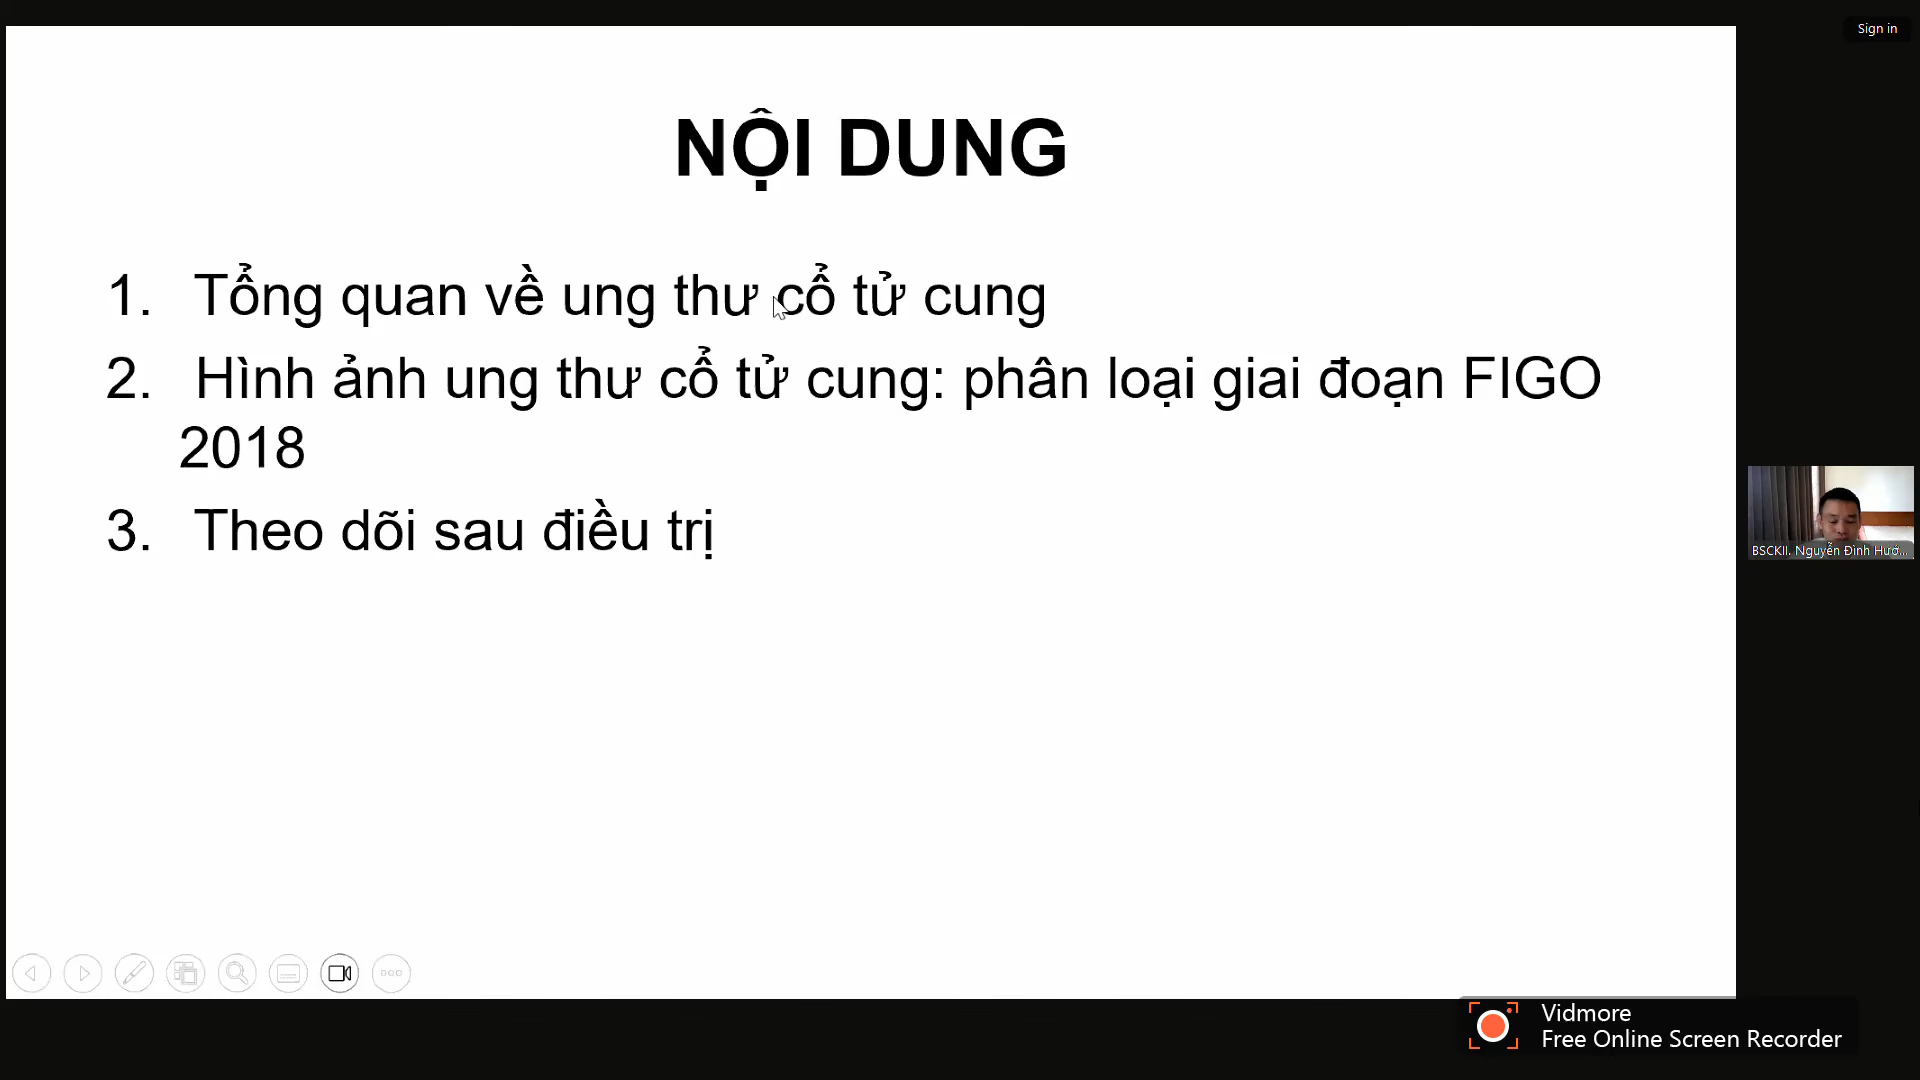 Sign in
NỘI DUNG
1. Tổng quan về ung thư cổ tử cung
2. Hình ảnh ung thư cổ tử cung: phân loại giai đoạn FIGO
2018
3. Theo dõi sau điều trị
BSCKII. Nguyễn Đình Hướ...
Vidmore
Free Online Screen Recorder